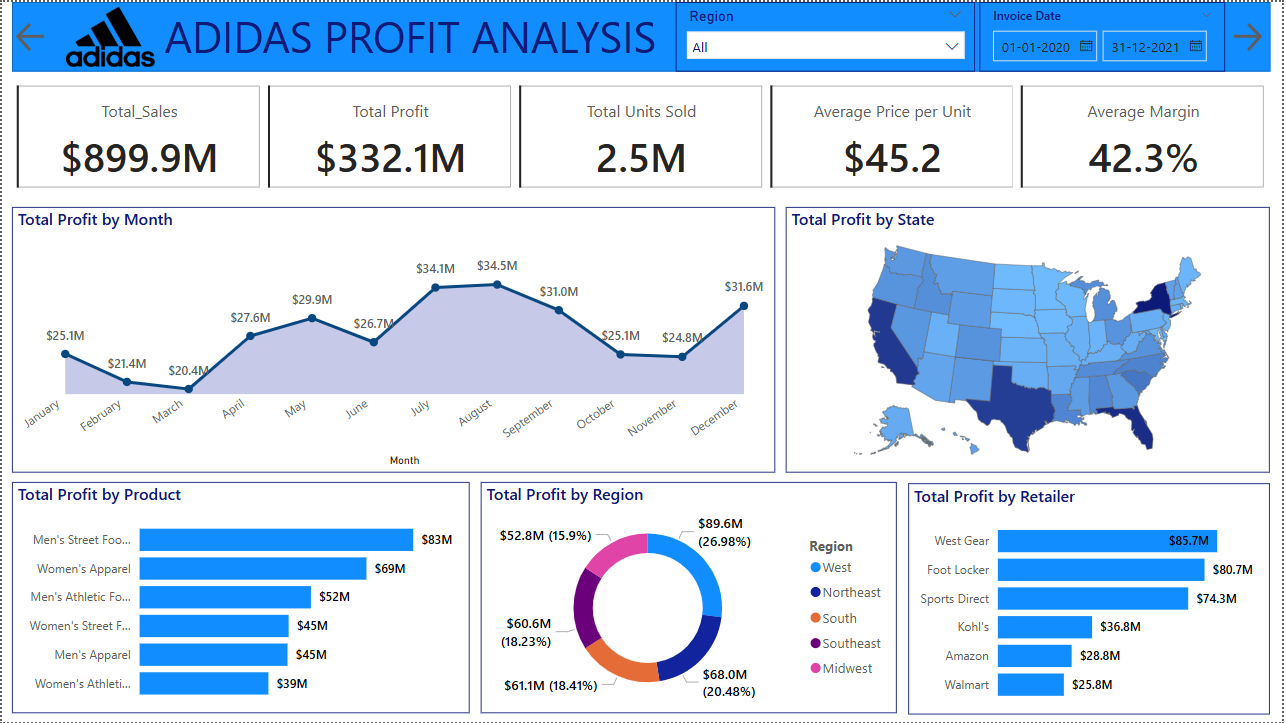 adidas
ADIDAS PROFIT ANALYSIS
Region
All
Invoice Date
01-01-2020
31-12-2021
Total_Sales
$899.9M
Total Profit
$332.1M
Total Units Sold
2.5M
Average Price per Unit
$45.2
Average Margin
42.3%
Total Profit by Month
$25.1M
$21.4M
$20.4M
$27.6M
$29.9M
$26.7M
$34.1M
$34.5M
$31.0M
$25.1M
$24.8M
$31.6M
January
February
March
April
May
June
July
August
September
October
November
December
Month
Total Profit by State
Total Profit by Product
Men's Street Foo...
$83M
Women's Apparel
$69M
Men's Athletic Fo...
$52M
Women's Street F...
$45M
Men's Apparel
$45M
Women's Athleti...
$39M
Total Profit by Region
$52.8M (15.9%)
$89.6M
(26.98%)
$60.6M
(18.23%)
$61.1M (18.41%)
$68.0M
(20.48%)
Region
West
Northeast
South
Southeast
Midwest
Total Profit by Retailer
West Gear
$85.7M
Foot Locker
$80.7M
Sports Direct
$74.3M
Kohl's
$36.8M
Amazon
$28.8M
Walmart
$25.8M